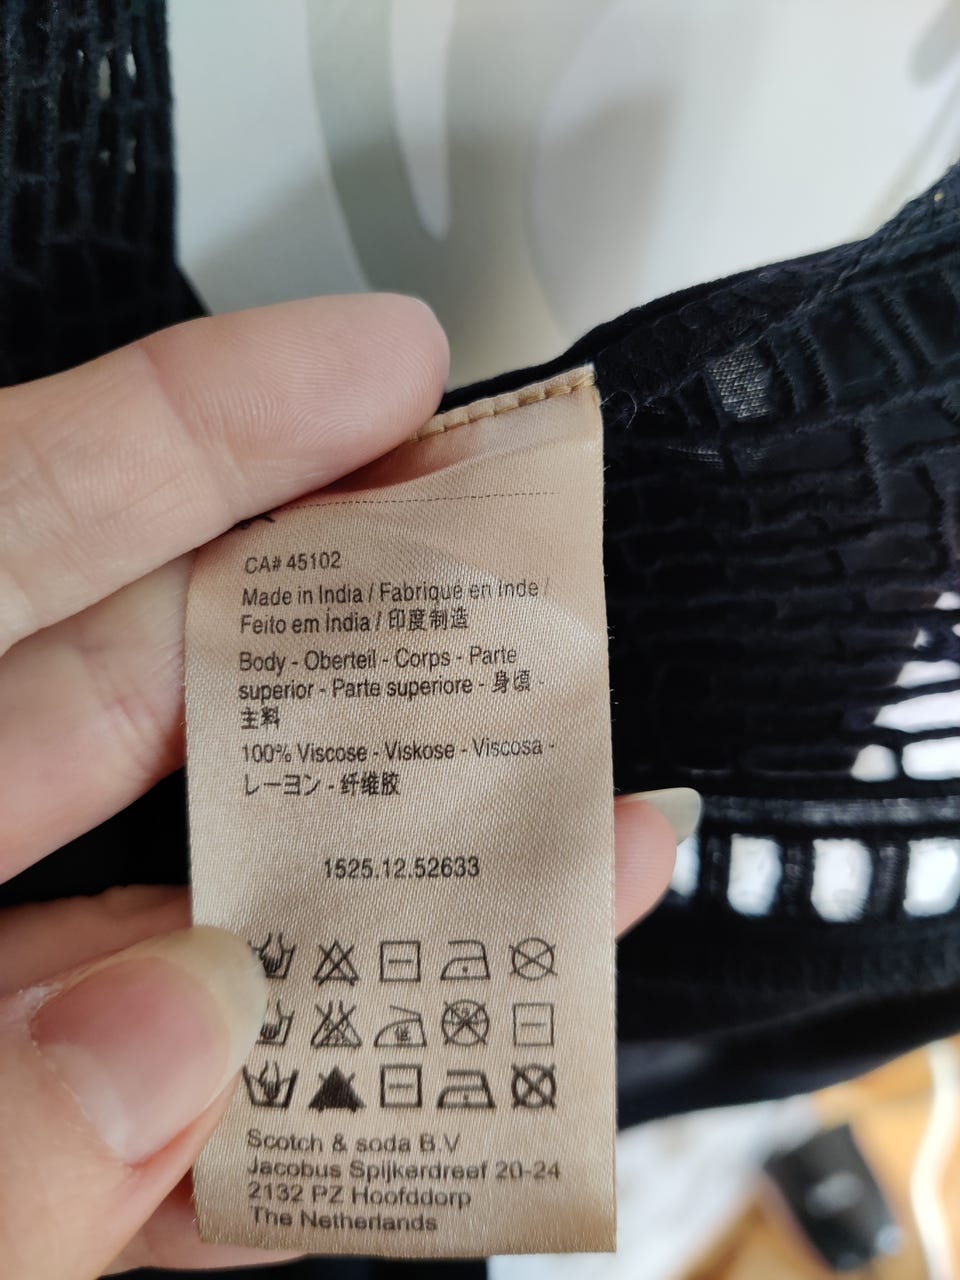 CA# 45102
Made in India / Fabriqué en Inde /
Feito em Índia / 印度制造
Body - Oberteil - Corps - Parte
superior - Parte superiore - 身頃 -
主料
100% Viscose - Viskose - Viscosa -
レーヨン - 纤维胶
1525.12.52633
Scotch & soda B.V
Jacobus Spijkerdreef 20-24
2132 PZ Hoofddorp
The Netherlands